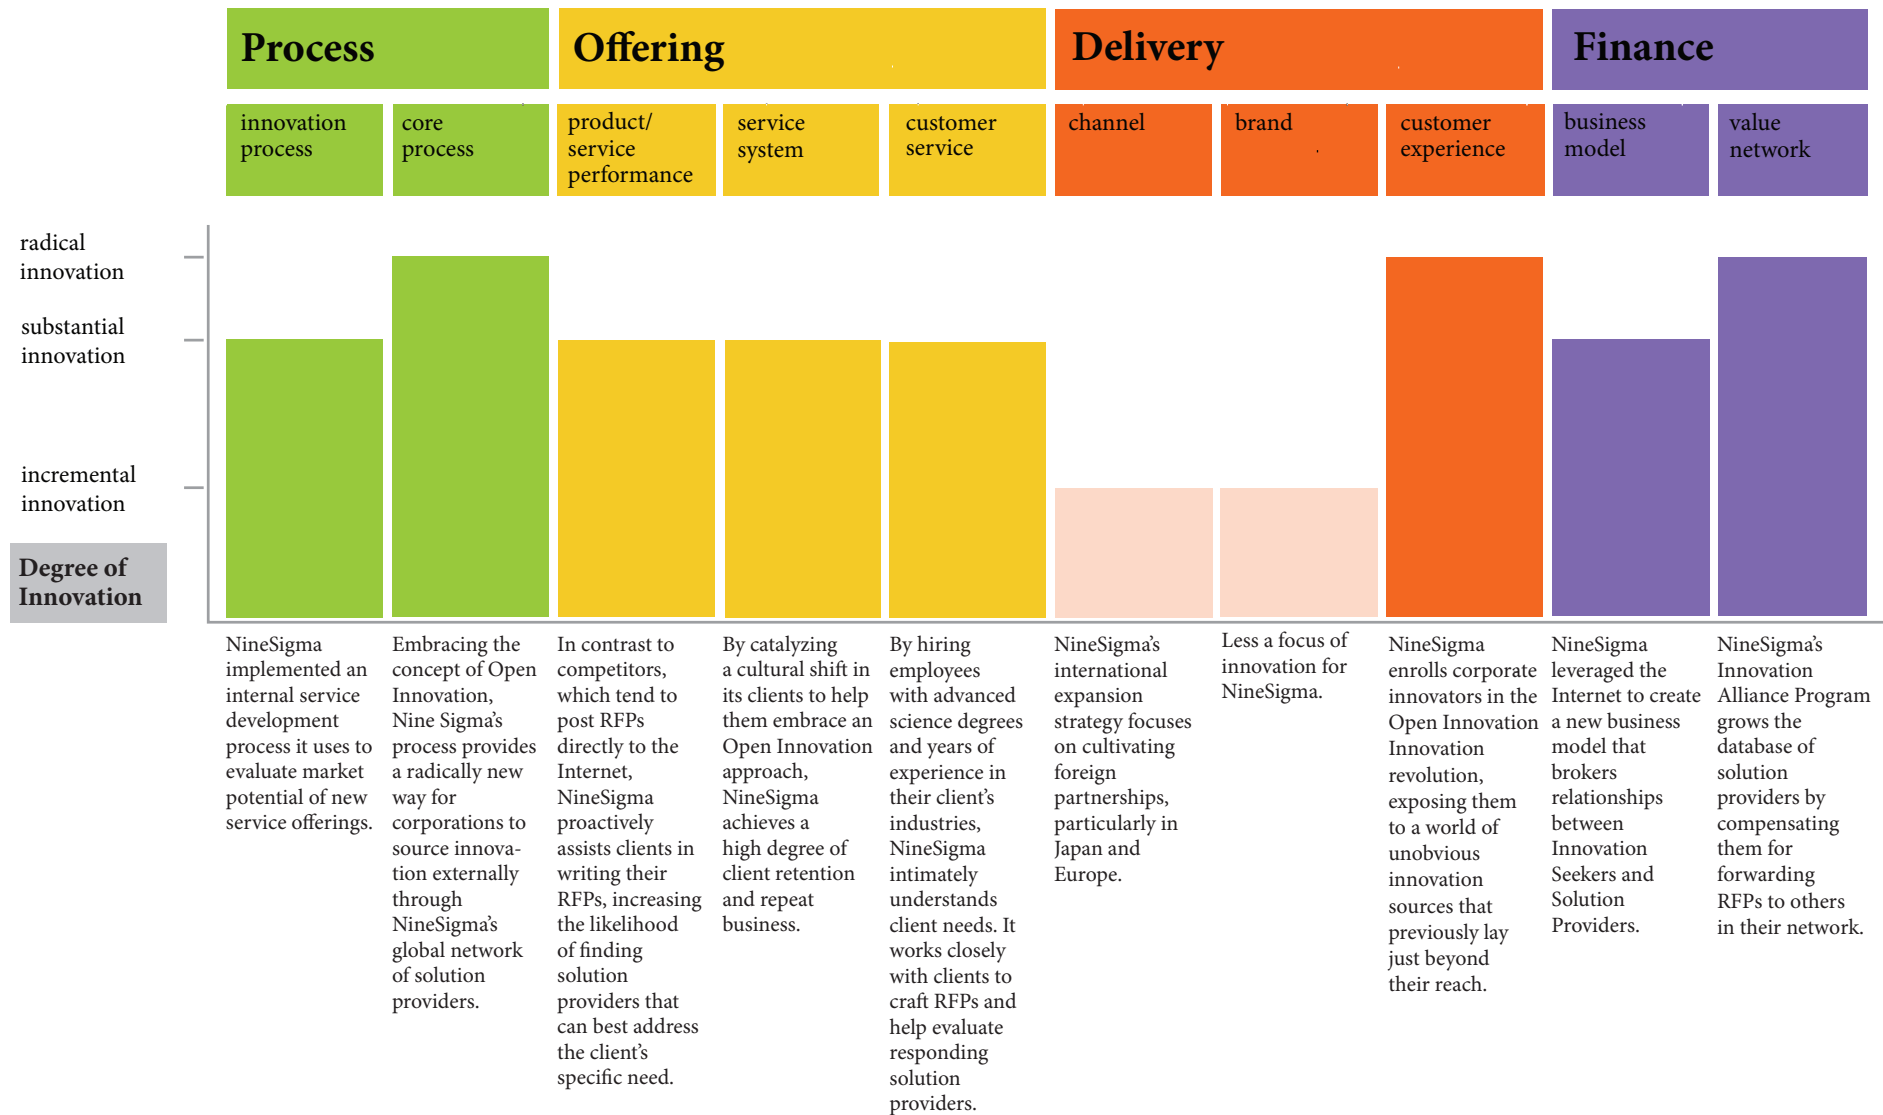 Process
Offering
Delivery
Finance
innovation
process
core
process
product/
service
performance
service
system
customer
service
channel
brand
customer
experience
business
model
value
network
radical
innovation
substantial
innovation
incremental
innovation
Degree of
Innovation
NineSigma
implemented an
internal service
development
process it uses to
evaluate market
potential of new
service offerings.
Embracing the
concept of Open
Innovation,
Nine Sigma’s
process provides
a radically new
way for
corporations to
source innova-
tion externally
through
NineSigma’s
global network
of solution
providers.
In contrast to
competitors,
which tend to
post RFPs
directly to the
Internet,
NineSigma
proactively
assists clients in
writing their
RFPs, increasing
the likelihood
of finding
solution
providers that
can best address
the client’s
specific need.
By catalyzing
a cultural shift in
its clients to help
them embrace an
Open Innovation
approach,
NineSigma
achieves a
high degree of
client retention
and repeat
business.
By hiring
employees
with advanced
science degrees
and years of
experience in
their client’s
industries,
NineSigma
intimately
understands
client needs. It
works closely
with clients to
craft RFPs and
help evaluate
responding
solution
providers.
NineSigma’s
international
expansion
strategy focuses
on cultivating
foreign
partnerships,
particularly in
Japan and
Europe.
Less a focus of
innovation for
NineSigma.
NineSigma
enrolls corporate
innovators in the
Open Innovation
Innovation
revolution,
exposing them
to a world of
unobvious
innovation
sources that
previously lay
just beyond
their reach.
NineSigma
leveraged the
Internet to create
a new business
model that
brokers
relationships
between
Innovation
Seekers and
Solution
Providers.
NineSigma’s
Innovation
Alliance Program
grows the
database of
solution
providers by
compensating
them for
forwarding
RFPs to others
in their network.